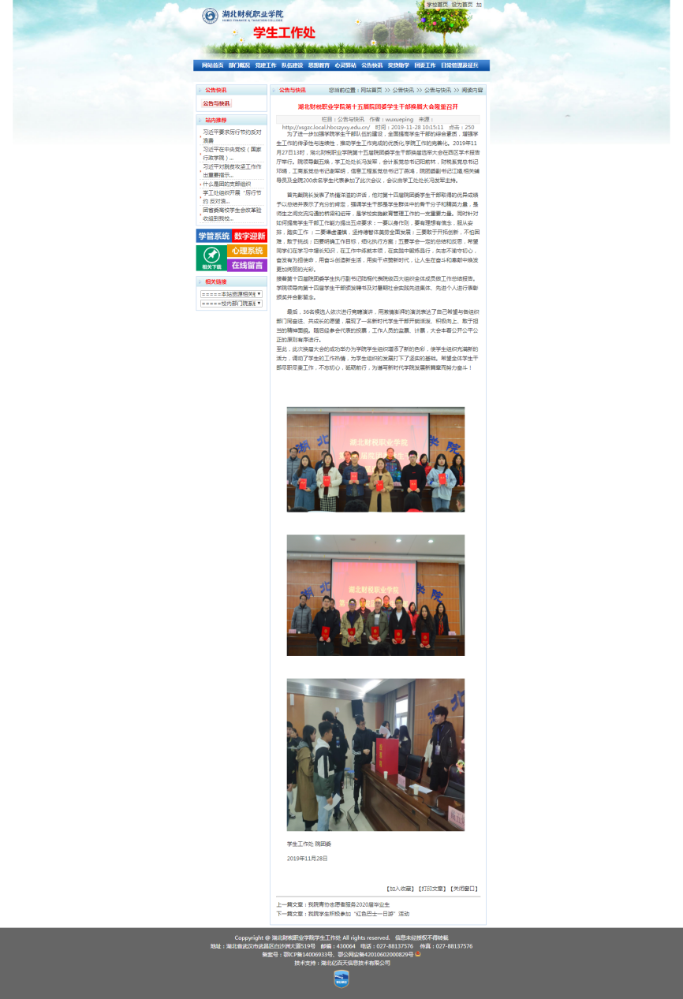 学校首页 设为首页 加
湖北财税职业学院
HUBEI FINANCE & TAXATION COLLEGE
学生工作处
网站首页 部门概况 党建工作 队伍建设 思想教育 心灵驿站 公告快讯 奖贷助学 团委工作 日常管理及征兵
公告快讯
公告与快讯
站内推荐
习近平要求厉行节约反对
浪费
习近平在中央党校（国家
行政学院）...
习近平对脱贫攻坚工作作
出重要指示...
什么是团的支部组织
学工处组织开展“厉行节
约 反对浪...
团省委高校学生会改革验
收组到我校...
学管系统 数字迎新
相关下载
心理系统
在线留言
相关链接
=====本站资源相关链
=====校内部门院系链
公告与快讯
您当前位置：网站首页 >> 公告快讯 >> 公告与快讯 >> 阅读内容
湖北财税职业学院第十五届院团委学生干部换届大会隆重召开
栏目：公告与快讯 作者：wuxueping 来源：
http://xsgzc.local.hbcszyxy.edu.cn/ 时间：2019-11-28 10:15:11 点击：250
为了进一步加强学院学生干部队伍的建设，全面提高学生干部的综合素质，增强学
生工作的传承性与连续性，推动学生工作完成的优质化,学院工作的完善化。2019年11
月27日13时，湖北财税职业学院第十五届院团委学生干部换届选举大会在西区学术报告
厅举行。院领导戴五焕，学工处处长冯发军，会计系党总书记阳前林，财税系党总书记
邓晴，工商系党总书记谢军明，信息工程系党总书记丁燕鸿，院团委副书记江婧,相关辅
导员及全院200余名学生代表参加了此次会议，会议由学工处处长冯发军主持。
首先戴院长发表了热情洋溢的讲话，他对第十四届院团委学生干部取得的优异成绩
予以总结并表示了充分的肯定，强调学生干部是学生群体中的骨干分子和精英力量，是
师生之间交流沟通的桥梁和纽带，是学校实施教育管理工作的一支重要力量。同时针对
如何提高学生干部工作能力提出五点要求：一要以身作则，要有理想有信念，服从安
排，踏实工作 ；二要谦虚谨慎，坚持德智体美劳全面发展；三要敢于开拓创新，不怕困
难，敢于挑战；四要明确工作目标，细化执行方案；五要学会一定的总结和反思，希望
同学们在学习中增长知识，在工作中练就本领，在实践中锻炼品行，矢志不渝守初心，
奋发有为担使命，用奋斗创造新生活，用实干点赞新时代，让人生在奋斗和奉献中焕发
更加绚丽的光彩。
接着第十四届院团委学生执行副书记陆桐代表院级四大组织全体成员做工作总结报告。
学院领导向第十四届学生干部颁发聘书及对暑期社会实践先进集体、先进个人进行表彰
颁奖并合影留念。
最后，36名候选人依次进行竞聘演讲，用激情澎湃的演说表达了自己希望与各组织
部门同奋进、共成长的愿望，展现了一名新时代学生干部开朗活泼、积极向上、敢于担
当的精神面貌。随后经参会代表的投票，工作人员的监票、计票，大会本着公开公平公
正的原则有序进行。
至此，此次换届大会的成功举办为学院学生组织增添了新的色彩，使学生组织充满新的
活力，调动了学生的工作热情，为学生组织的发展打下了坚实的基础。希望全体学生干
部尽职尽责工作，不忘初心，砥砺前行，为谱写新时代学院发展新篇章而努力奋斗！
湖北 学院
湖北财税职业学院
湖北 学院
湖北财税职业学院
学生工作处 院团委
2019年11月28日
【加入收藏】【打印文章】【关闭窗口】
上一篇文章：我院青协志愿者服务2020届毕业生
下一篇文章：我院学生积极参加“红色巴士一日游”活动
Coppyright @ 湖北财税职业学院学生工作处 All rights reserved. 信息未经授权不得转载
地址：湖北省武汉市武昌区白沙洲大道519号 邮编：430064 电话：027-88137576 传真：027-88137576
备案号：鄂ICP备14006933号、鄂公网安备42010602000829号
技术支持：湖北亿百天信息技术有限公司